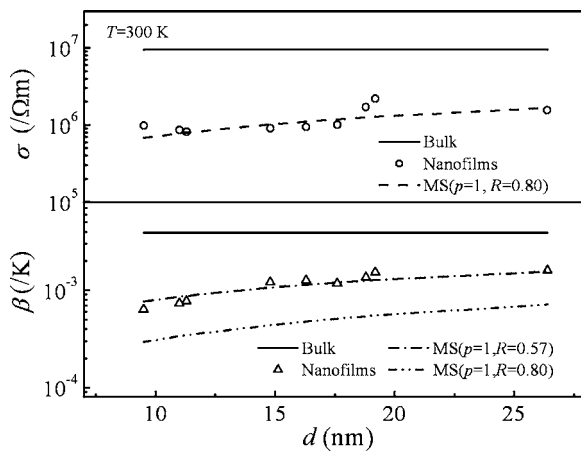 T=300 K
10^7
10^6
10^5
σ (/Ωm)
Bulk
Nanofilms
MS(p=1, R=0.80)
10^-3
10^-4
β (/K)
Bulk
MS(p=1,R=0.57)
Nanofilms
MS(p=1,R=0.80)
10 15 20 25
d (nm)